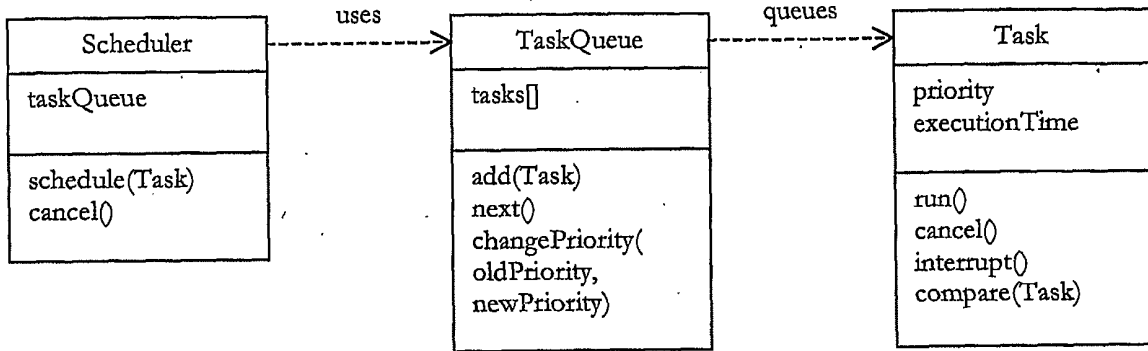 uses
queues
Scheduler
taskQueue
schedule(Task)
cancel()
TaskQueue
tasks[]
add(Task)
next()
changePriority(
oldPriority,
newPriority)
Task
priority
executionTime
run()
cancel()
interrupt()
compare(Task)